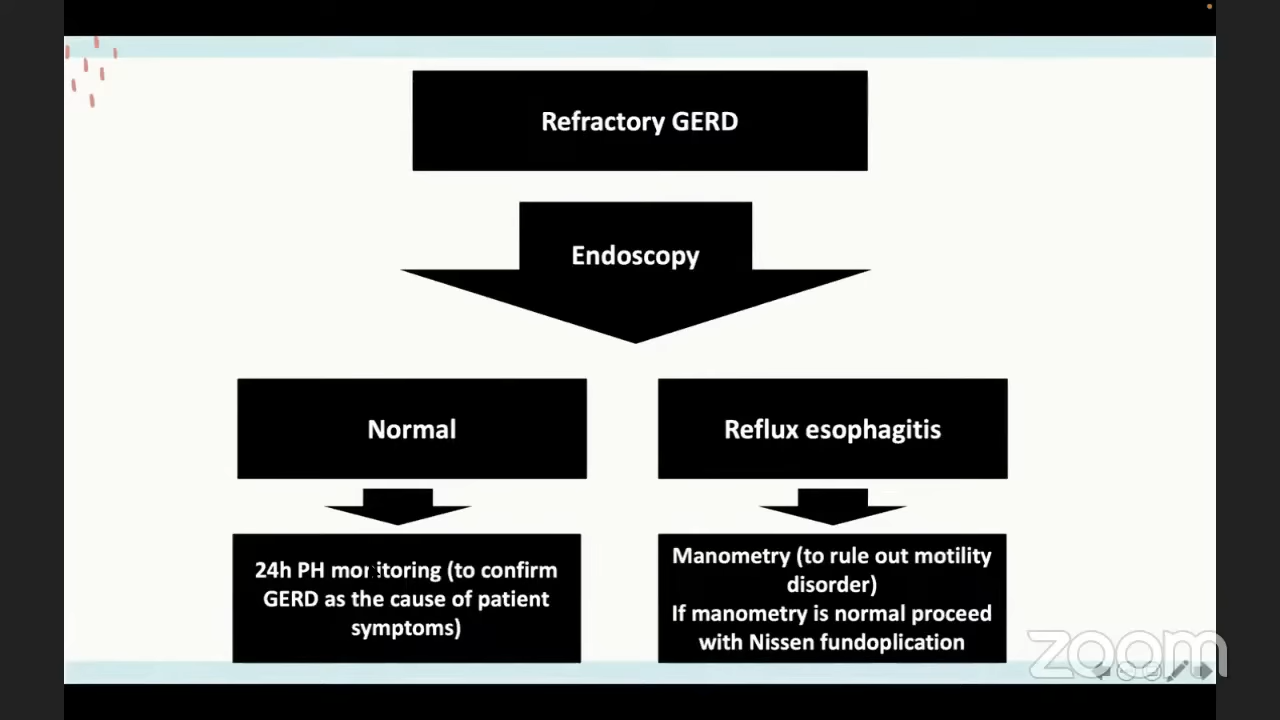 Refractory GERD
Endoscopy
Normal
Reflux esophagitis
24h PH monitoring (to confirm
GERD as the cause of patient
symptoms)
Manometry (to rule out motility
disorder)
If manometry is normal proceed
with Nissen fundoplication
zoom